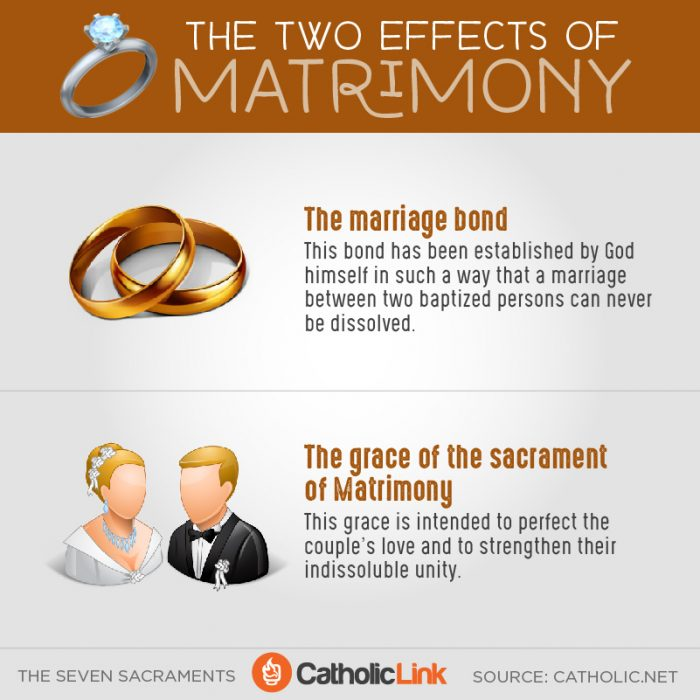 THE TWO EFFECTS OF
MATRIMONY
The marriage bond
This bond has been established by God
himself in such a way that a marriage
between two baptized persons can never
be dissolved.
The grace of the sacrament
of Matrimony
This grace is intended to perfect the
couple's love and to strengthen their
indissoluble unity.
THE SEVEN SACRAMENTS CatholicLink SOURCE: CATHOLIC.NET